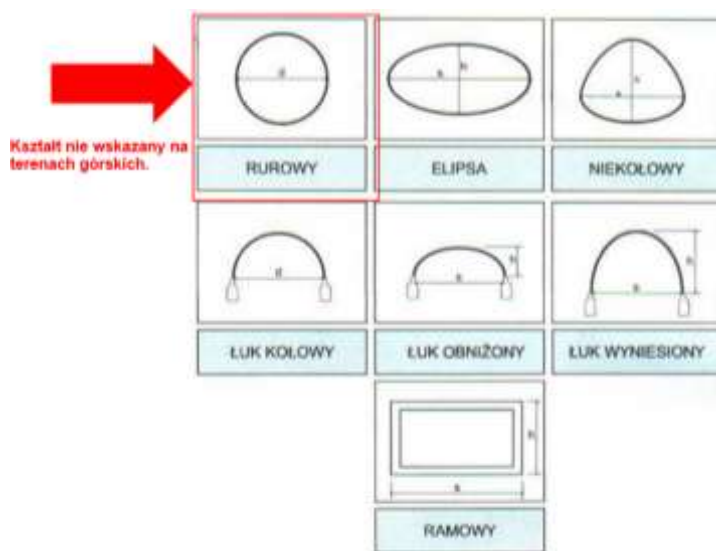 d
Kształt nie wskazany na
terenach górskich.
RUROWY
ELIPSA
NIEKOŁOWY
d
h
h
ŁUK KOŁOWY
ŁUK OBNIŻONY
ŁUK WYNIESIONY
h
RAMOWY